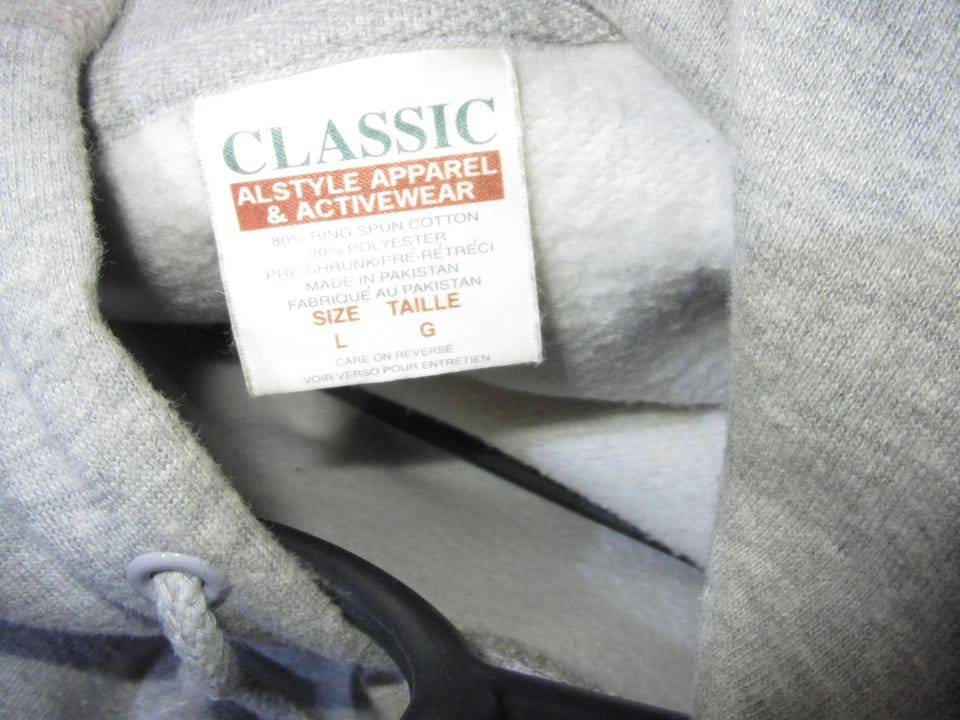 CLASSIC
ALSTYLE APPAREL
& ACTIVEWEAR
80% RING SPUN COTTON
20% POLYESTER
PRE-SHRUNK/PRÉ-RÉTRÉCI
MADE IN PAKISTAN
FABRIQUÉ AU PAKISTAN
SIZE TAILLE
L G
CARE ON REVERSE
VOIR VERSO POUR ENTRETIEN